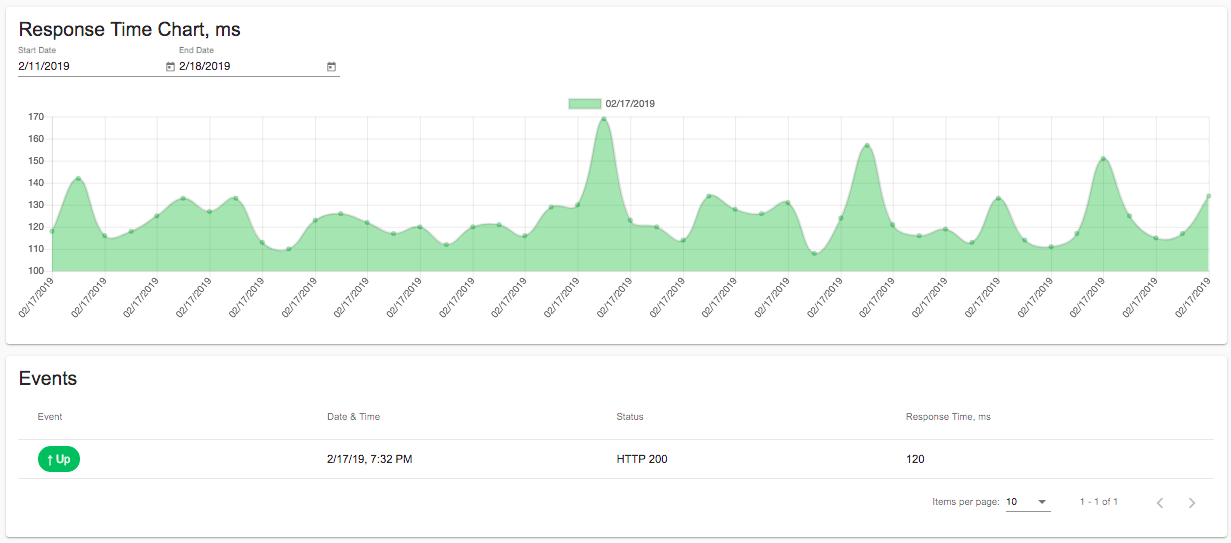 Response Time Chart, ms
Start Date End Date
2/11/2019 2/18/2019
02/17/2019
170
160
150
140
130
120
110
100
02/17/2019 02/17/2019 02/17/2019 02/17/2019 02/17/2019 02/17/2019 02/17/2019 02/17/2019 02/17/2019 02/17/2019 02/17/2019 02/17/2019 02/17/2019 02/17/2019 02/17/2019 02/17/2019 02/17/2019 02/17/2019 02/17/2019 02/17/2019 02/17/2019 02/17/2019 02/17/2019
Events
Event Date & Time Status Response Time, ms
↑ Up 2/17/19, 7:32 PM HTTP 200 120
Items per page: 10 1 - 1 of 1